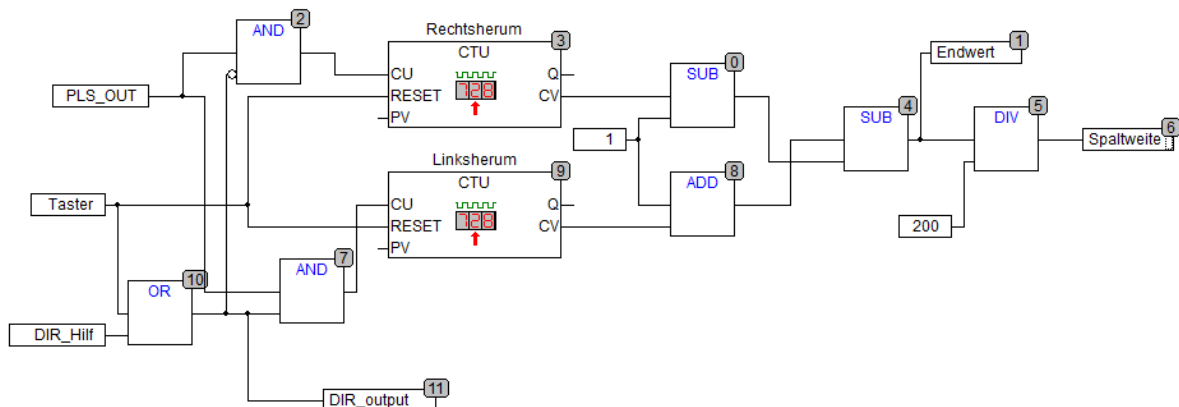 2
AND
Rechtsherum
3
CTU
728
CU
RESET
PV
Q
CV
PLS_OUT
0
SUB
1
1
Endwert
4
SUB
5
DIV
6
Spaltweite
Linksherum
9
CTU
728
CU
RESET
PV
Q
CV
8
ADD
200
Taster
7
AND
10
OR
DIR_Hilf
11
DIR_output